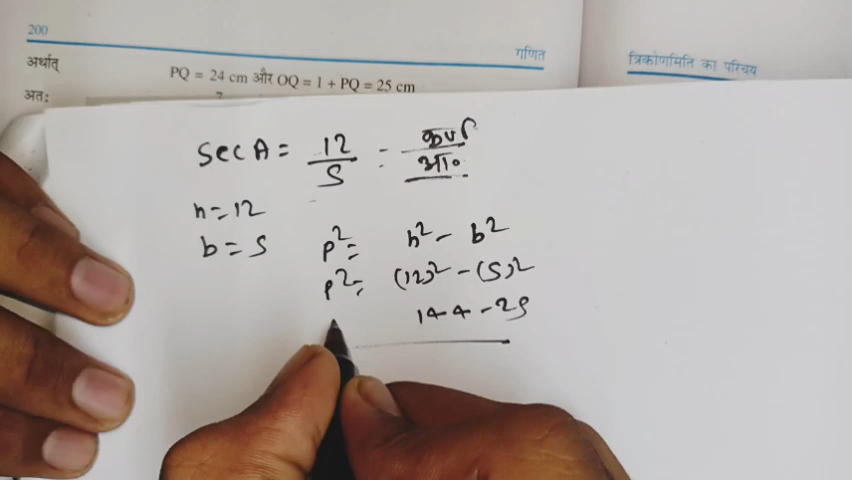 200
गणित
त्रिकोणमिति का परिचय
अर्थात्
PQ = 24 cm और OQ = 1 + PQ = 25 cm
अतः
sec A = 12/5 = कर्ण/आ०
h = 12
b = 5
p² = h² - b²
p² = (12)² - (5)²
144 - 25